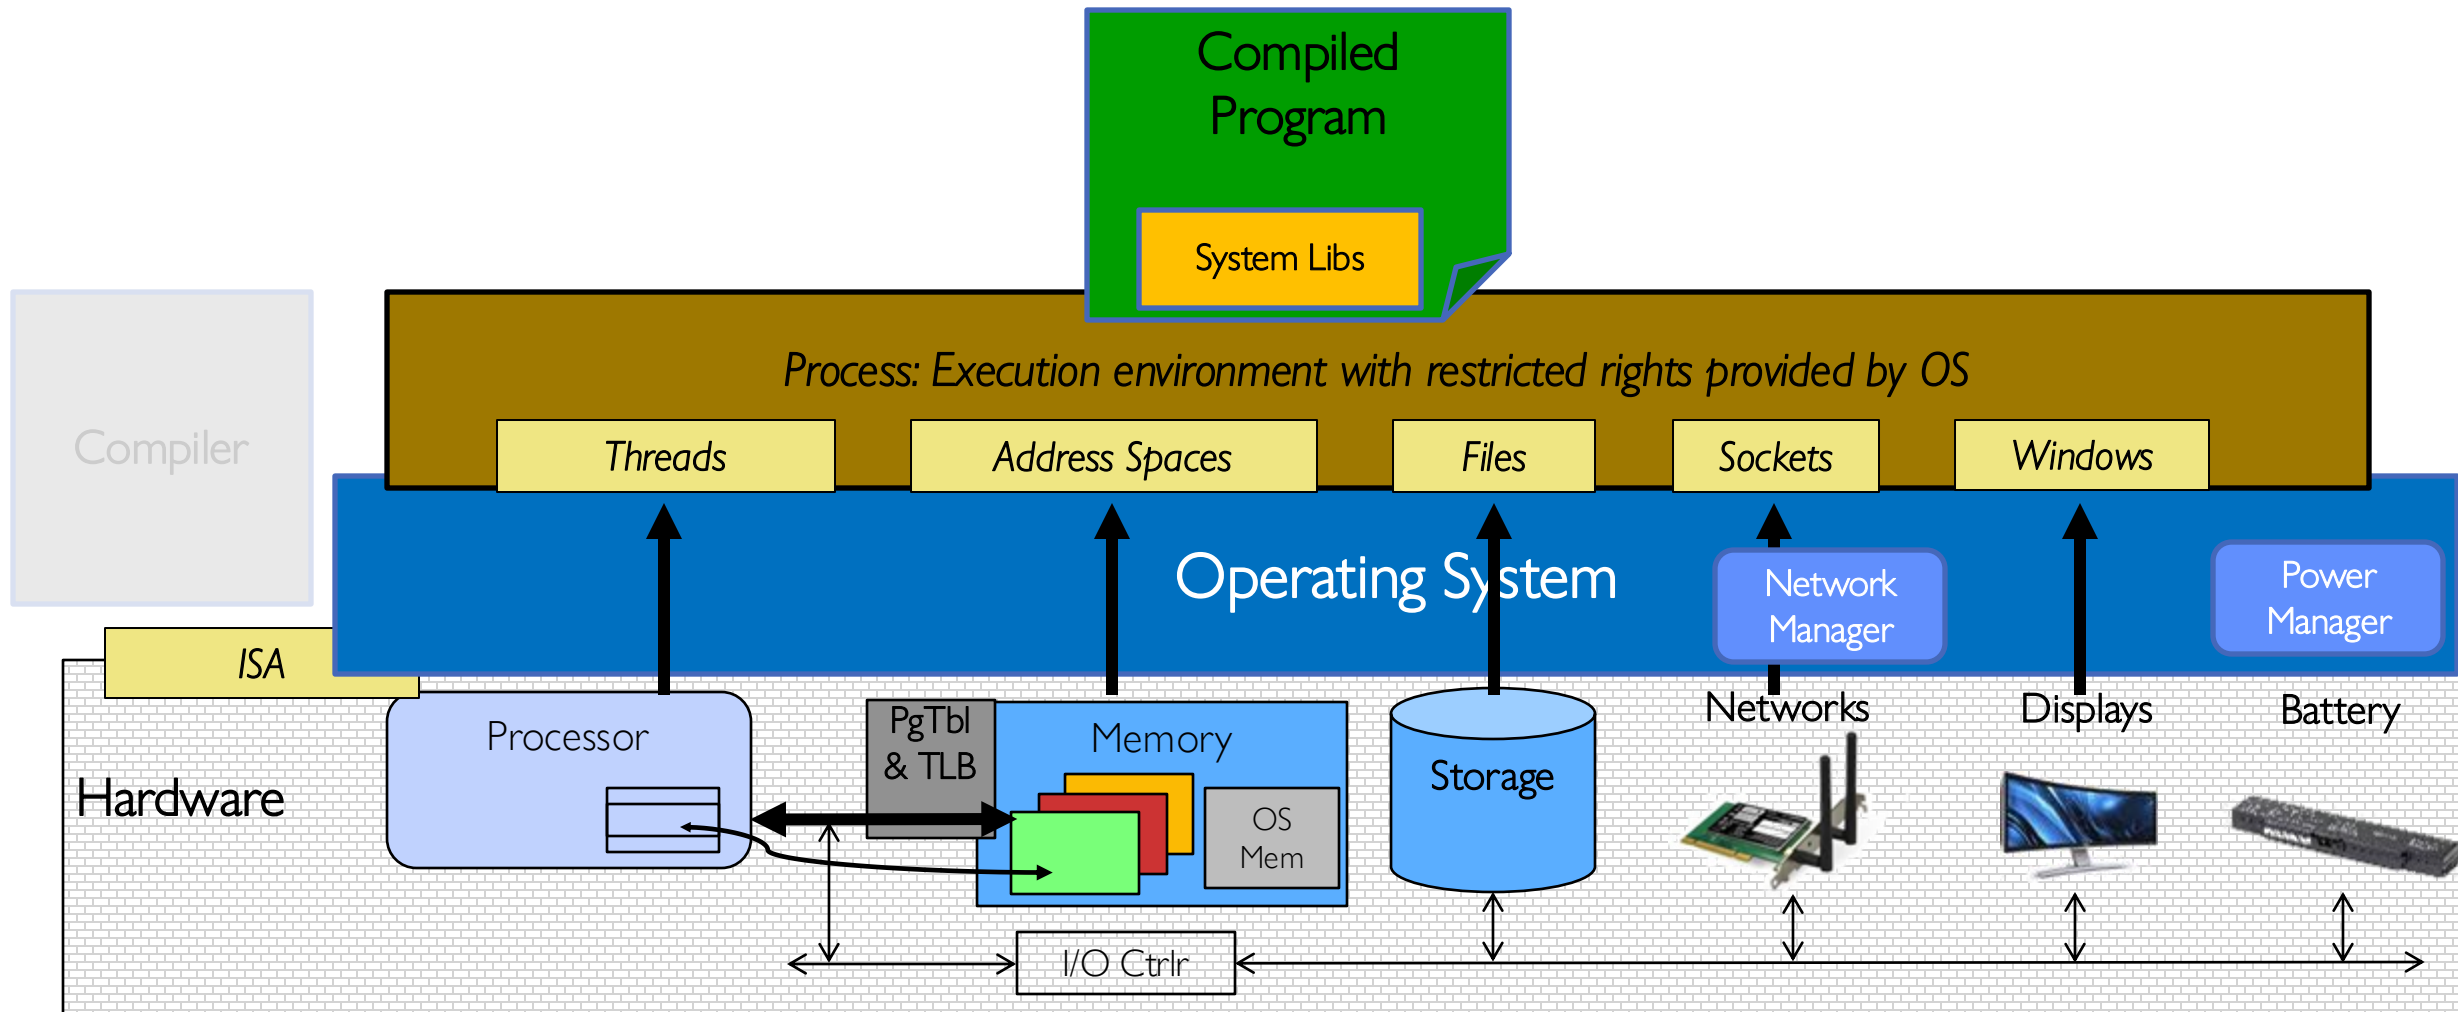 Compiled
Program
System Libs
Compiler
Process: Execution environment with restricted rights provided by OS
Threads
Address Spaces
Files
Sockets
Windows
Operating System
Network
Manager
Power
Manager
ISA
Hardware
Processor
PgTbl
& TLB
Memory
OS
Mem
Storage
Networks
Displays
Battery
I/O Ctrlr